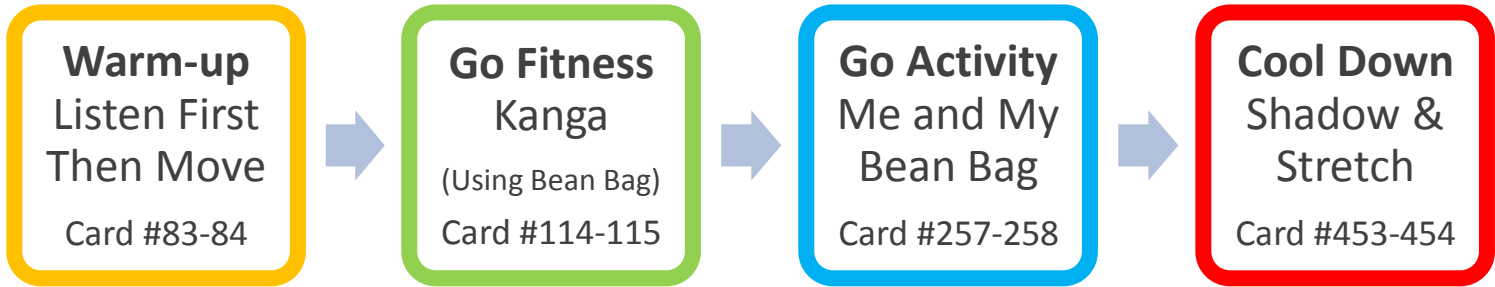 Warm-up
Listen First
Then Move
Card #83-84
Go Fitness
Kanga
(Using Bean Bag)
Card #114-115
Go Activity
Me and My
Bean Bag
Card #257-258
Cool Down
Shadow &
Stretch
Card #453-454